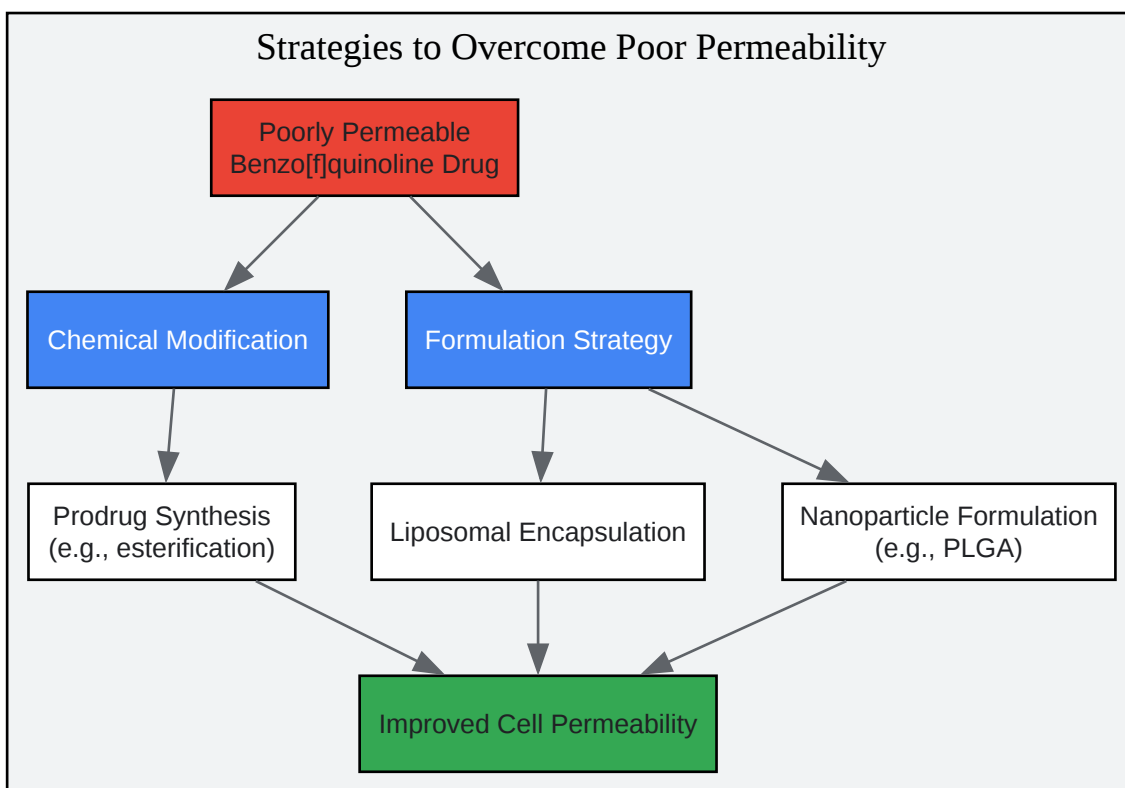 Strategies to Overcome Poor Permeability
Poorly Permeable
Benzo[f]quinoline Drug
Chemical Modification
Formulation Strategy
Prodrug Synthesis
(e.g., esterification)
Liposomal Encapsulation
Nanoparticle Formulation
(e.g., PLGA)
Improved Cell Permeability